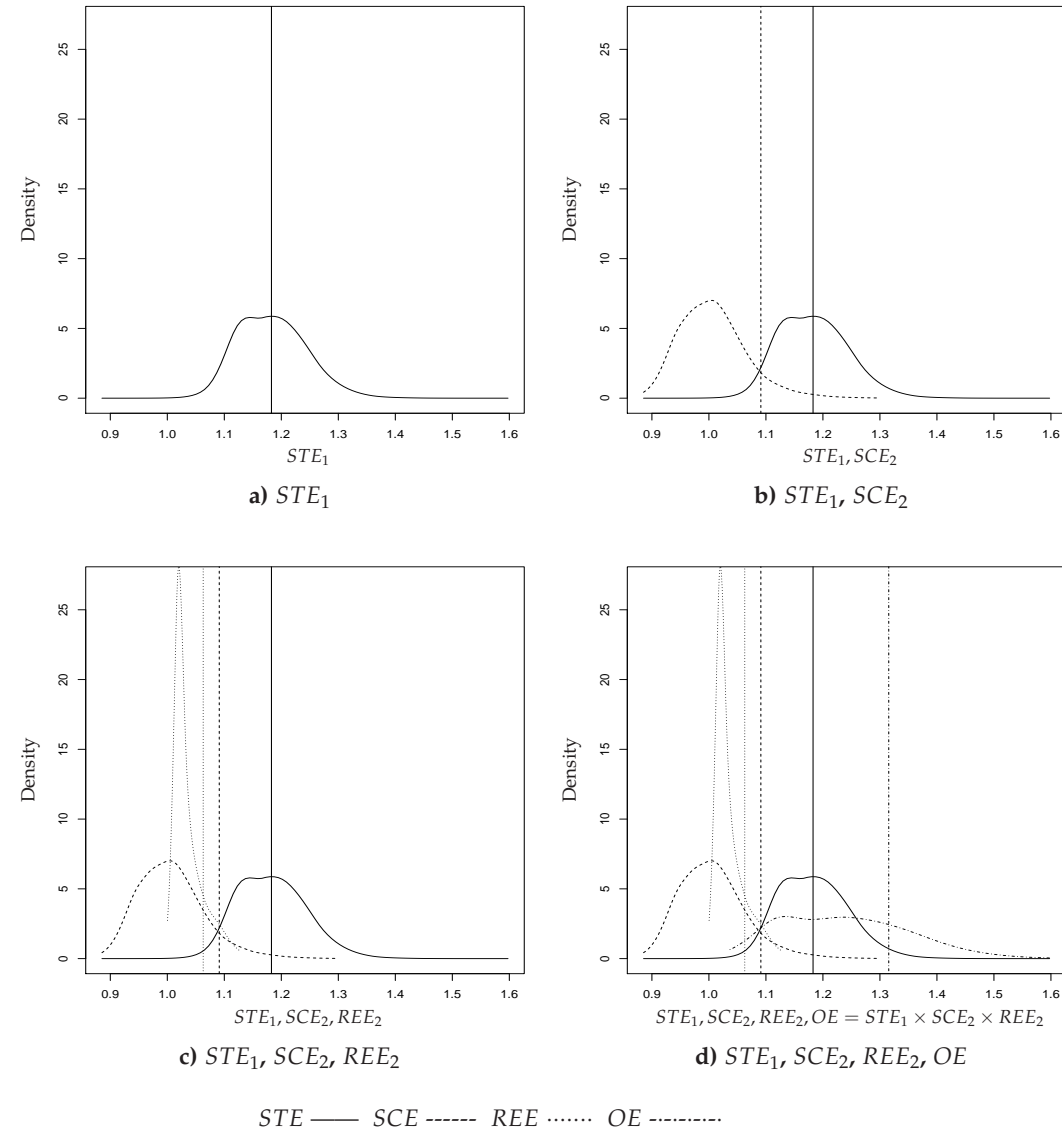 Density
25
20
15
10
5
0
0.9 1.0 1.1 1.2 1.3 1.4 1.5 1.6
STE₁
a) STE₁
Density
25
20
15
10
5
0
0.9 1.0 1.1 1.2 1.3 1.4 1.5 1.6
STE₁, SCE₂
b) STE₁, SCE₂
Density
25
20
15
10
5
0
0.9 1.0 1.1 1.2 1.3 1.4 1.5 1.6
STE₁, SCE₂, REE₂
c) STE₁, SCE₂, REE₂
Density
25
20
15
10
5
0
0.9 1.0 1.1 1.2 1.3 1.4 1.5 1.6
STE₁, SCE₂, REE₂, OE = STE₁ × SCE₂ × REE₂
d) STE₁, SCE₂, REE₂, OE
STE SCE REE OE